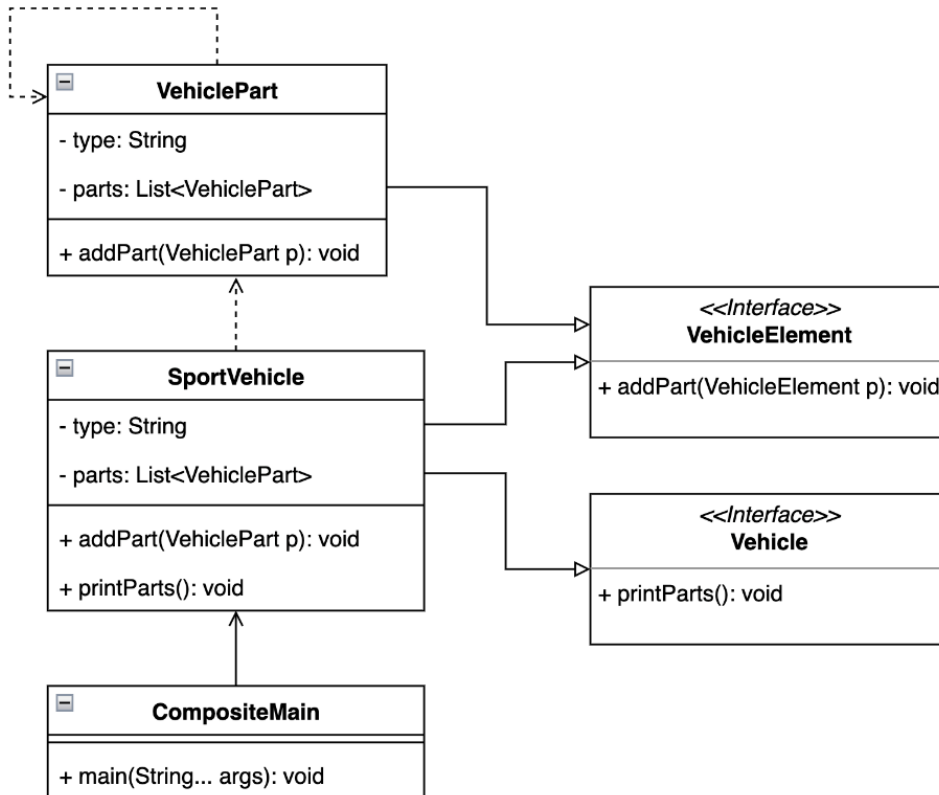 VehiclePart
- type: String
- parts: List<VehiclePart>
+ addPart(VehiclePart p): void
SportVehicle
- type: String
- parts: List<VehiclePart>
+ addPart(VehiclePart p): void
+ printParts(): void
CompositeMain
+ main(String... args): void
<<Interface>>
VehicleElement
+ addPart(VehicleElement p): void
<<Interface>>
Vehicle
+ printParts(): void